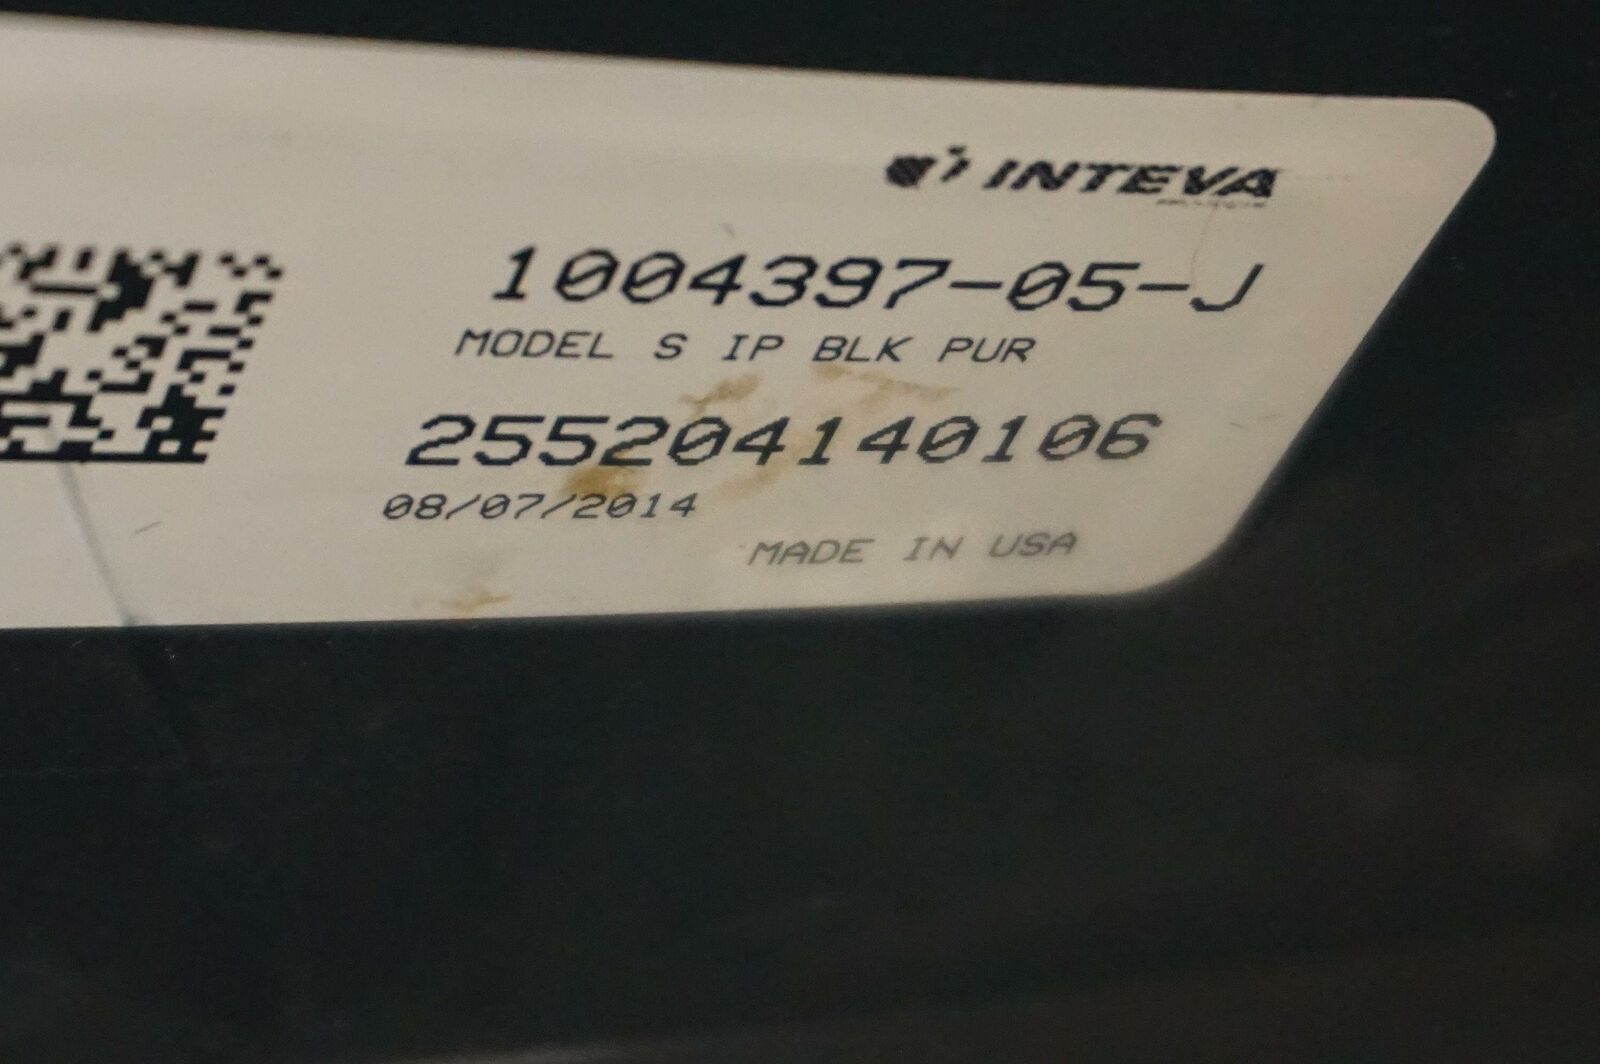 INTEVA
1004397-05-J
MODEL S IP BLK PUR
255204140106
08/07/2014
MADE IN USA